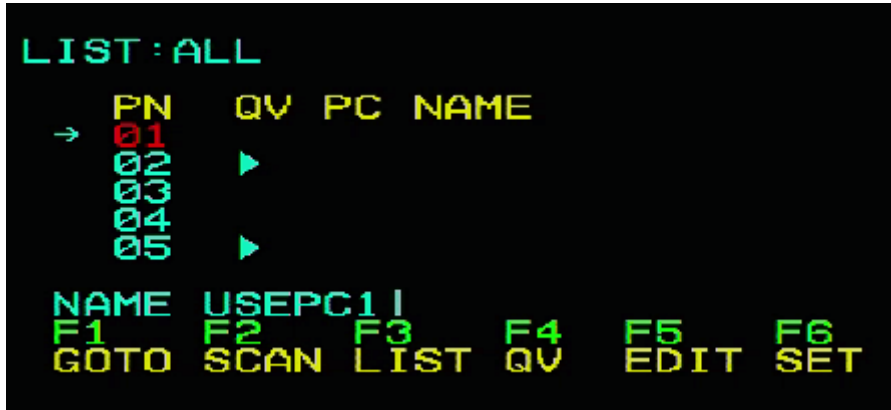 LIST:ALL
PN QV PC NAME
→ 01
02 ▶
03
04
05 ▶
NAME USEPC1
F1 F2 F3 F4 F5 F6
GOTO SCAN LIST QV EDIT SET